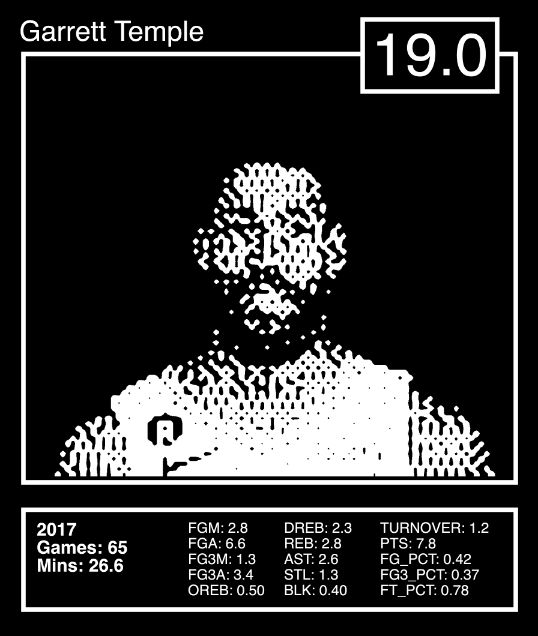 Garrett Temple
19.0
2017
Games: 65
Mins: 26.6
FGM: 2.8
FGA: 6.6
FG3M: 1.3
FG3A: 3.4
OREB: 0.50
DREB: 2.3
REB: 2.8
AST: 2.6
STL: 1.3
BLK: 0.40
TURNOVER: 1.2
PTS: 7.8
FG_PCT: 0.42
FG3_PCT: 0.37
FT_PCT: 0.78